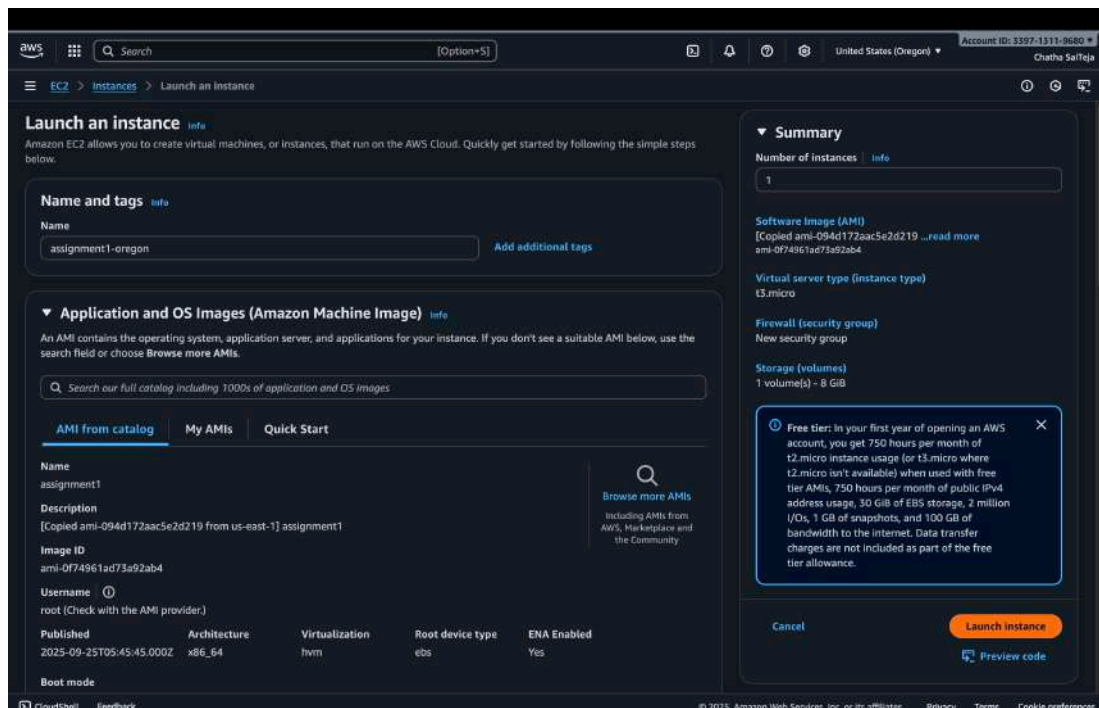 aws
Search
[Option+S]
United States (Oregon)
Account ID: 3397-1311-9680
Chatha SaiTeja
EC2 > Instances > Launch an instance
Launch an instance Info
Amazon EC2 allows you to create virtual machines, or instances, that run on the AWS Cloud. Quickly get started by following the simple steps
below.
Name and tags Info
Name
assignment1-oregon
Add additional tags
Application and OS Images (Amazon Machine Image) Info
An AMI contains the operating system, application server, and applications for your instance. If you don't see a suitable AMI below, use the
search field or choose Browse more AMIs.
Search our full catalog including 1000s of application and OS images
AMI from catalog My AMIs Quick Start
Name
assignment1
Description
[Copied ami-094d172aac5e2d219 from us-east-1] assignment1
Image ID
ami-0f74961ad73a92ab4
Username
root (Check with the AMI provider.)
Browse more AMIs
Including AMIs from
AWS, Marketplace and
the Community
Published Architecture Virtualization Root device type ENA Enabled
2025-09-25T05:45:45.000Z x86_64 hvm ebs Yes
Boot mode
Summary
Number of instances Info
1
Software Image (AMI)
[Copied ami-094d172aac5e2d219 ...read more
ami-0f74961ad73a92ab4
Virtual server type (instance type)
t3.micro
Firewall (security group)
New security group
Storage (volumes)
1 volume(s) - 8 GiB
Free tier: In your first year of opening an AWS
account, you get 750 hours per month of
t2.micro instance usage (or t3.micro where
t2.micro isn't available) when used with free
tier AMIs, 750 hours per month of public IPv4
address usage, 30 GiB of EBS storage, 2 million
I/Os, 1 GB of snapshots, and 100 GB of
bandwidth to the internet. Data transfer
charges are not included as part of the free
tier allowance.
Cancel
Launch instance
Preview code
CloudShell Feedback
© 2025, Amazon Web Services, Inc. or its affiliates. Privacy Terms Cookie preferences